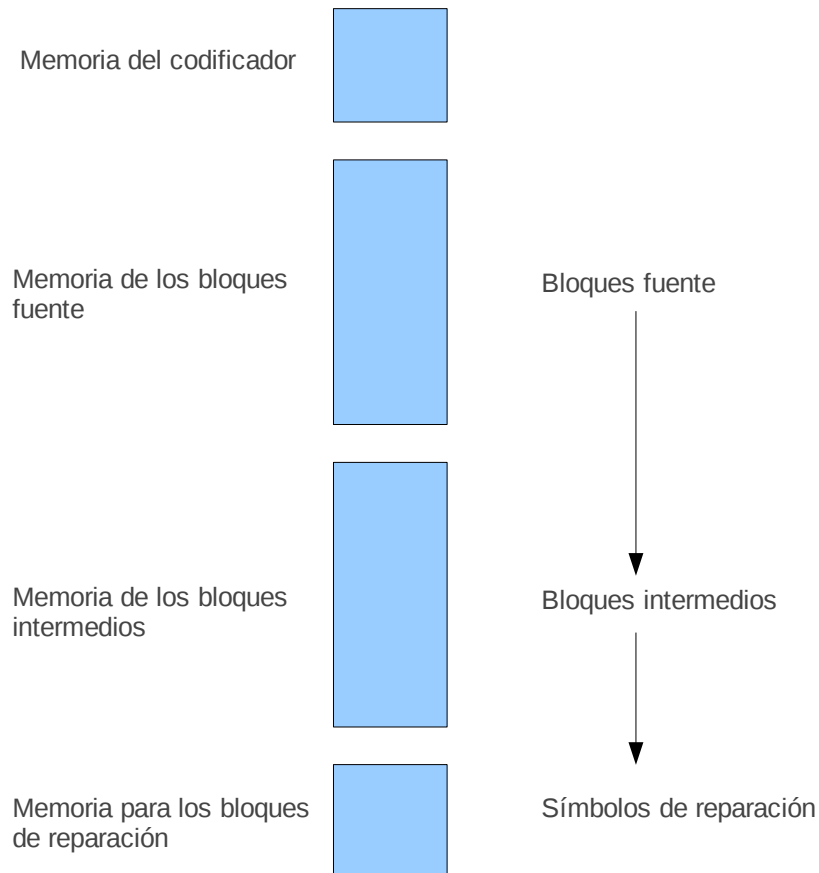 Memoria del codificador
Memoria de los bloques
fuente
Bloques fuente
Memoria de los bloques
intermedios
Bloques intermedios
Memoria para los bloques
de reparación
Símbolos de reparación